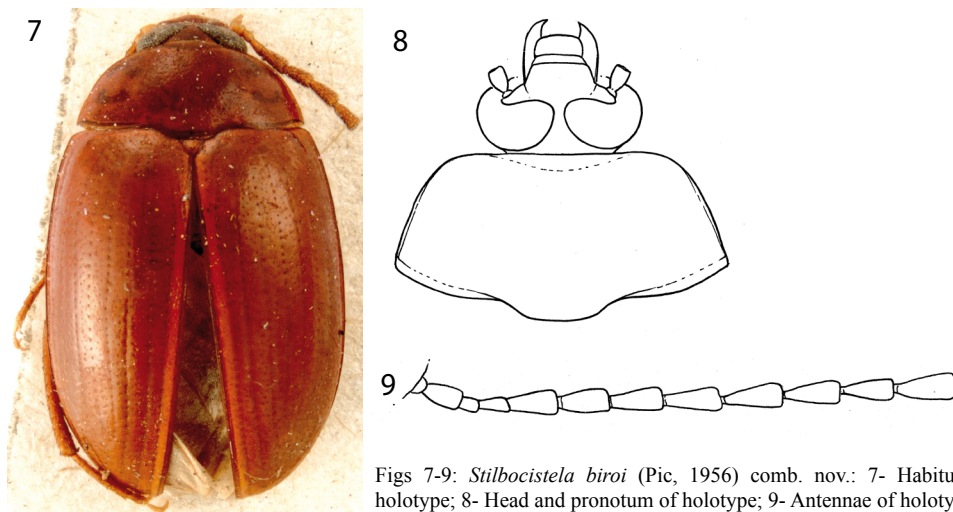 7
8
9
Figs 7-9: Stilbocistela biroi (Pic, 1956) comb. nov.: 7- Habitu
holotype; 8- Head and pronotum of holotype; 9- Antennae of holoty